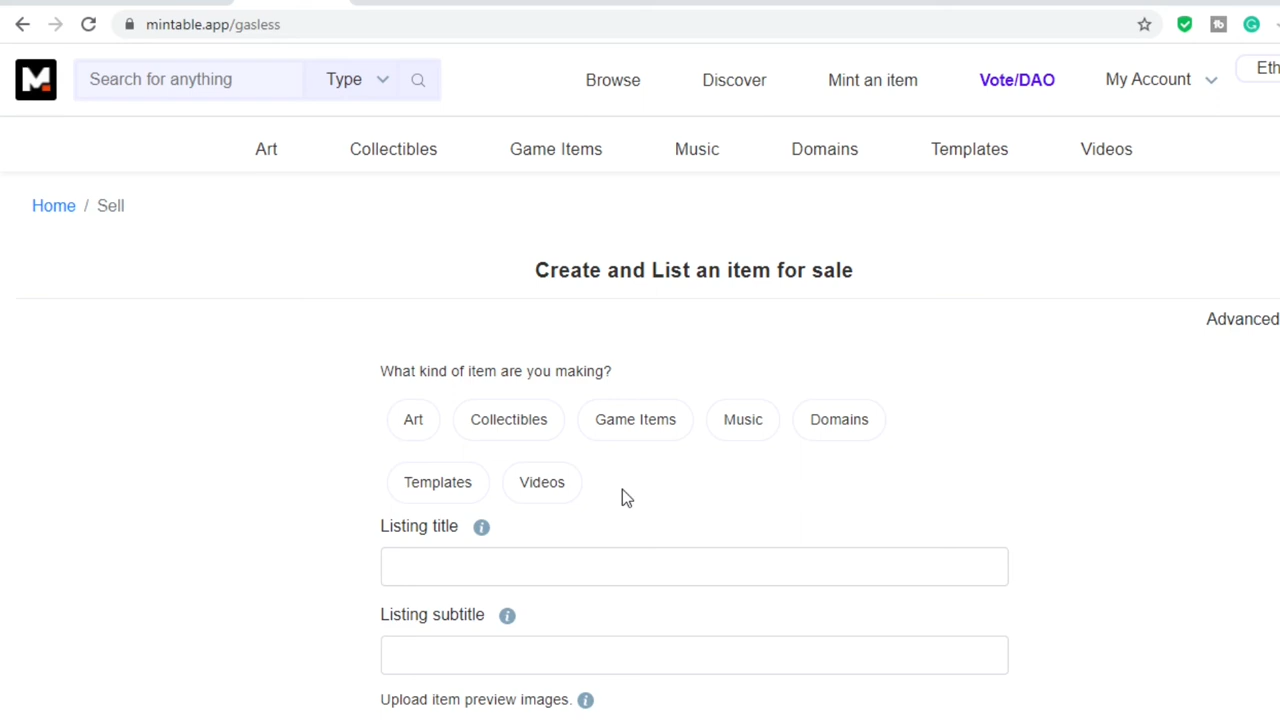 mintable.app/gasless
M
Search for anything Type Browse Discover Mint an item Vote/DAO My Account Eth
Art Collectibles Game Items Music Domains Templates Videos
Home / Sell
Create and List an item for sale
Advanced
What kind of item are you making?
Art Collectibles Game Items Music Domains
Templates Videos
Listing title i
Listing subtitle i
Upload item preview images. i